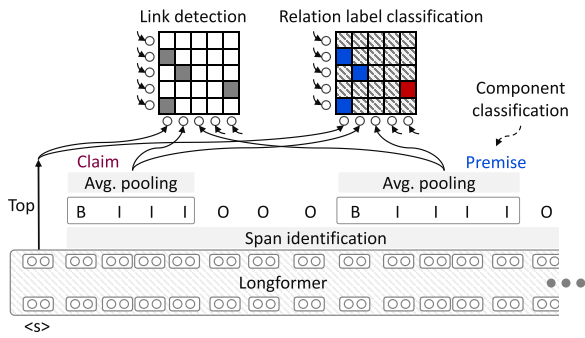 Link detection
Relation label classification
Component
classification
Claim
Premise
Avg. pooling
Avg. pooling
Top
B I I I O O O B I I I I O
Span identification
Longformer
<s>